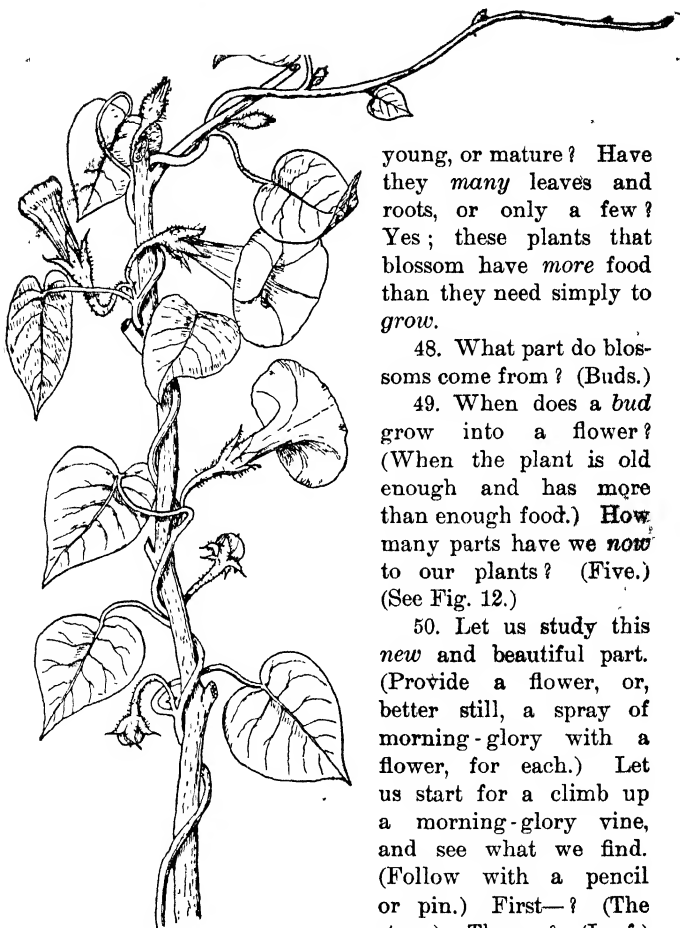 young, or mature? Have
they many leaves and
roots, or only a few?
Yes; these plants that
blossom have more food
than they need simply to
grow.
48. What part do blos-
soms come from? (Buds.)
49. When does a bud
grow into a flower?
(When the plant is old
enough and has more
than enough food.) How
many parts have we now
to our plants? (Five.)
(See Fig. 12.)
50. Let us study this
new and beautiful part.
(Provide a flower, or,
better still, a spray of
morning-glory with a
flower, for each.) Let
us start for a climb up
a morning-glory vine,
and see what we find.
(Follow with a pencil
or pin.) First—? (The